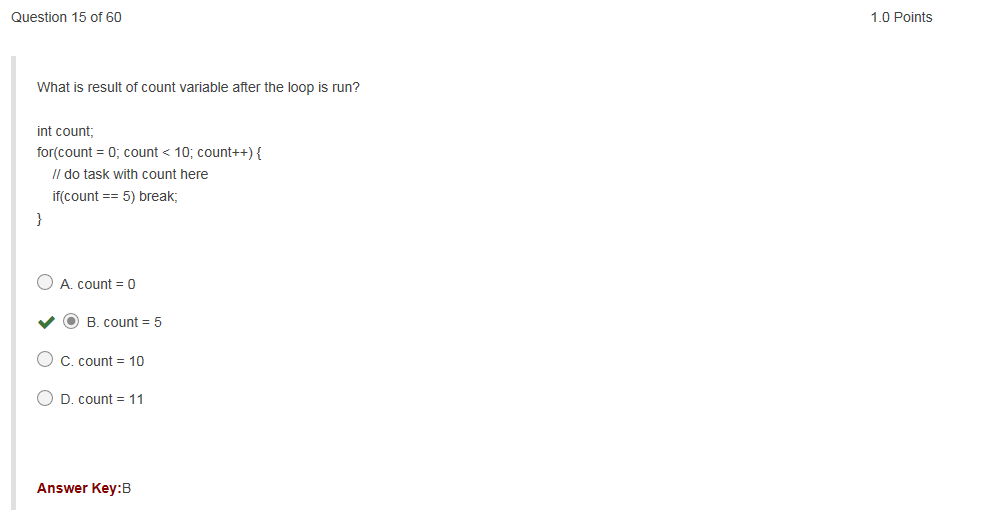 Question 15 of 60 1.0 Points
What is result of count variable after the loop is run?
int count;
for(count = 0; count < 10; count++) {
// do task with count here
if(count == 5) break;
}
A. count = 0
B. count = 5
C. count = 10
D. count = 11
Answer Key:B